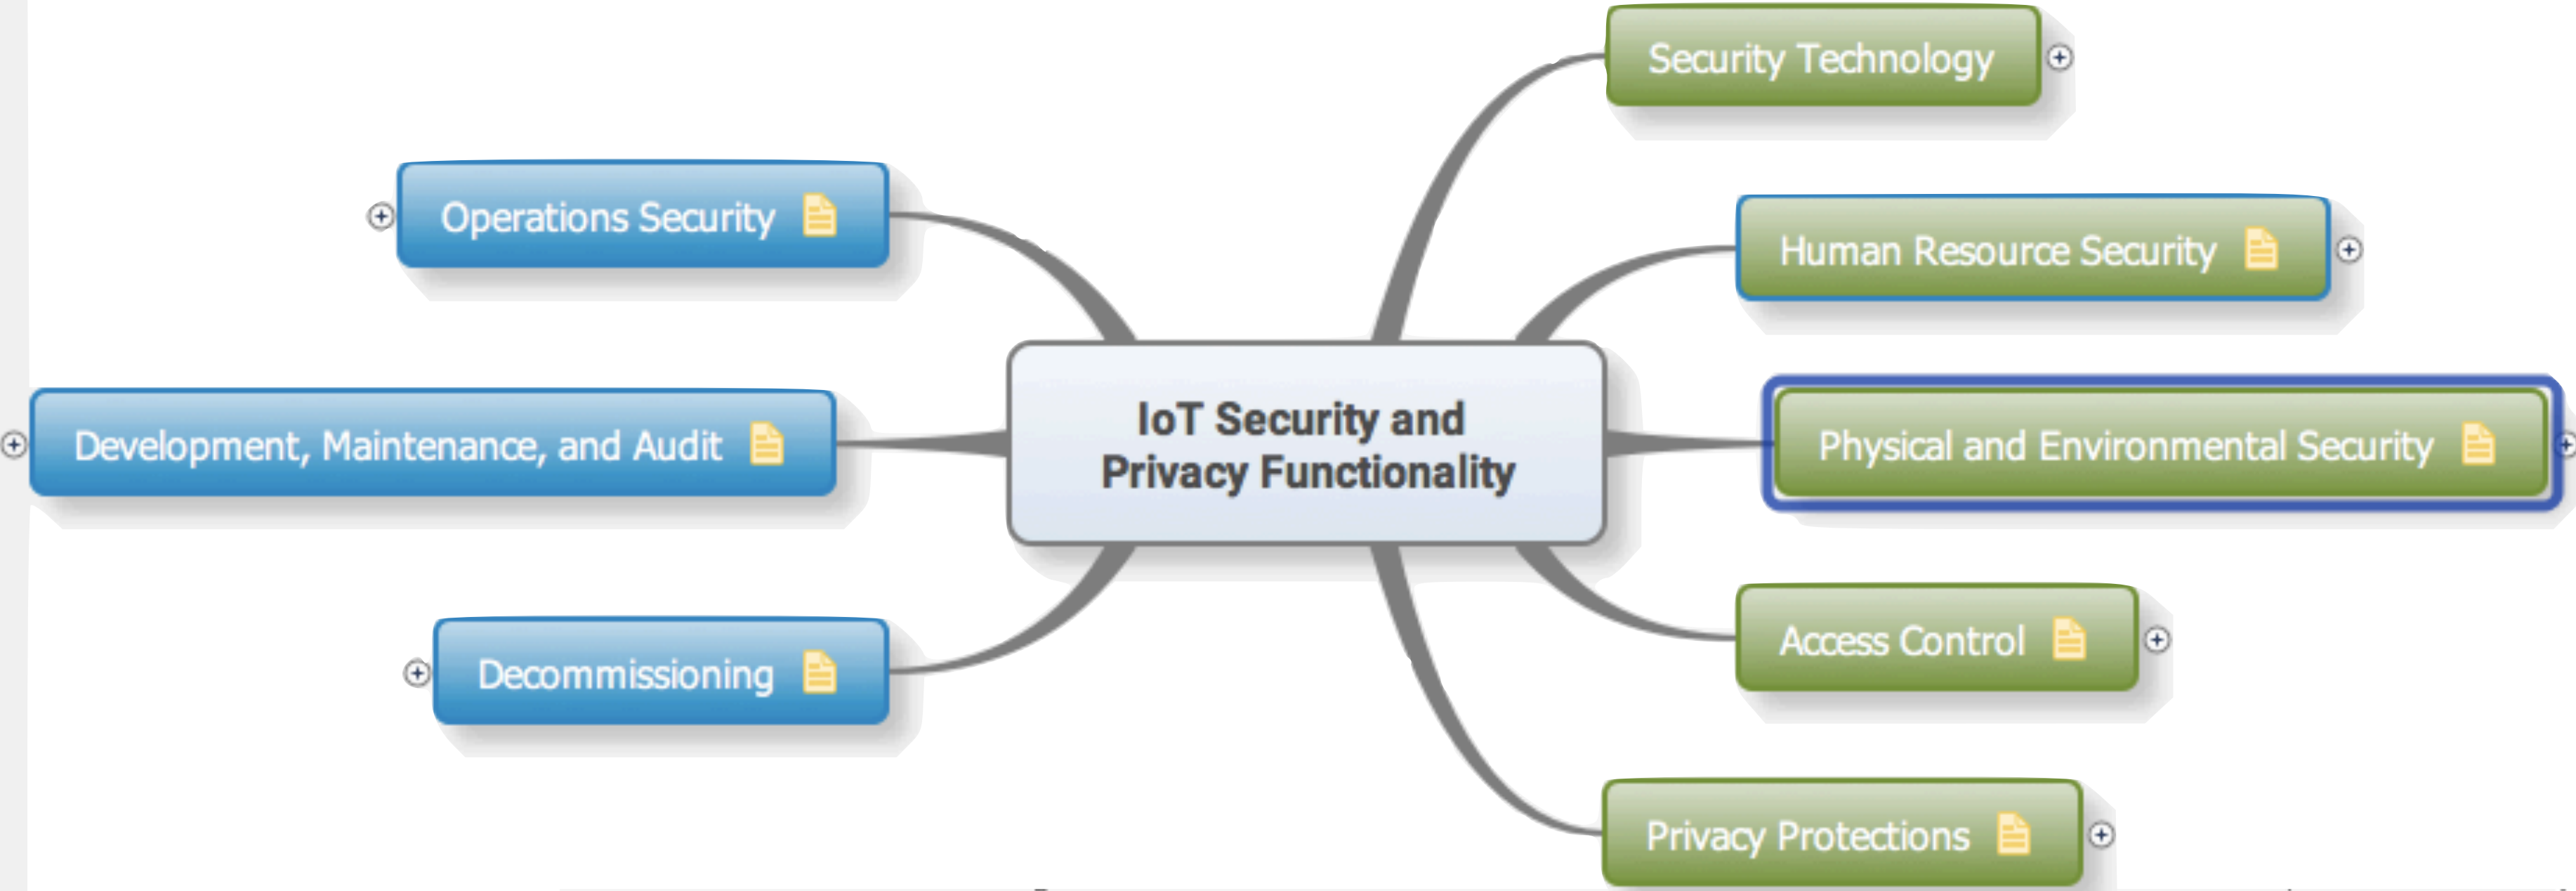 Security Technology
Operations Security
Human Resource Security
IoT Security and
Privacy Functionality
Development, Maintenance, and Audit
Physical and Environmental Security
Access Control
Decommissioning
Privacy Protections